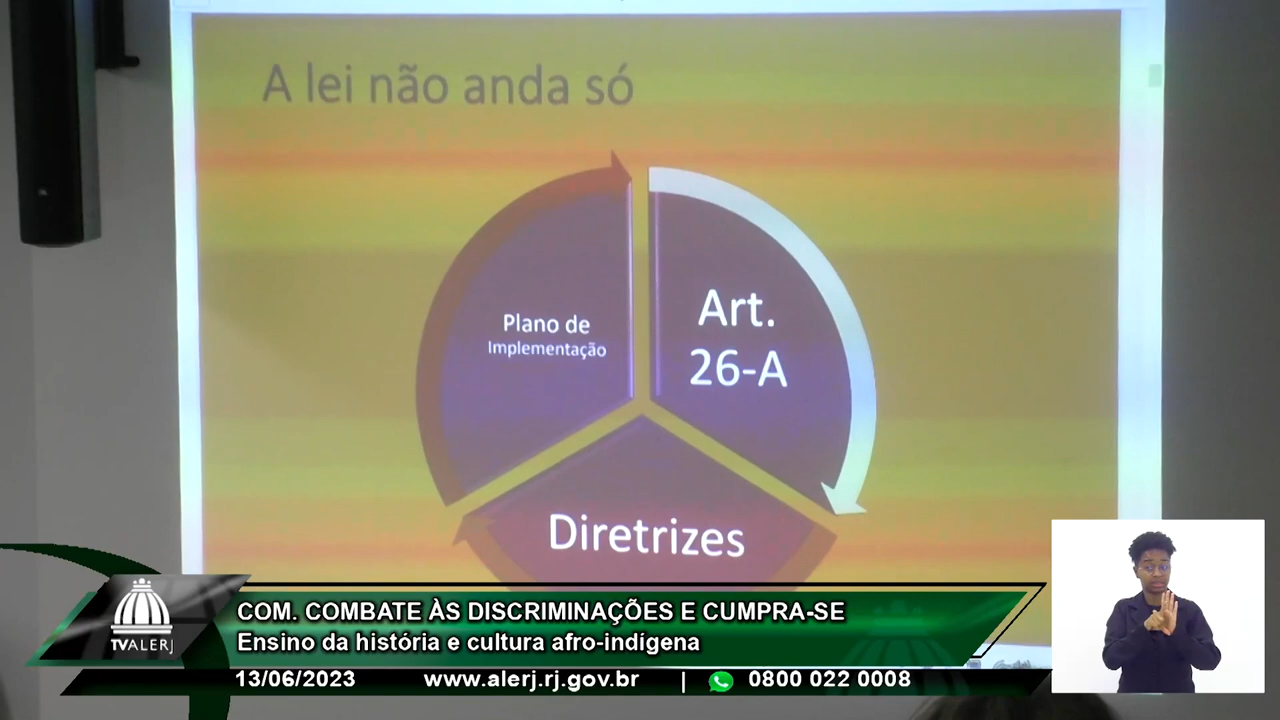 A lei não anda só
Plano de
Implementação
Art.
26-A
Diretrizes
COM. COMBATE ÀS DISCRIMINAÇÕES E CUMPRA-SE
Ensino da história e cultura afro-indígena
TVALERJ
13/06/2023 www.alerj.rj.gov.br | 0800 022 0008